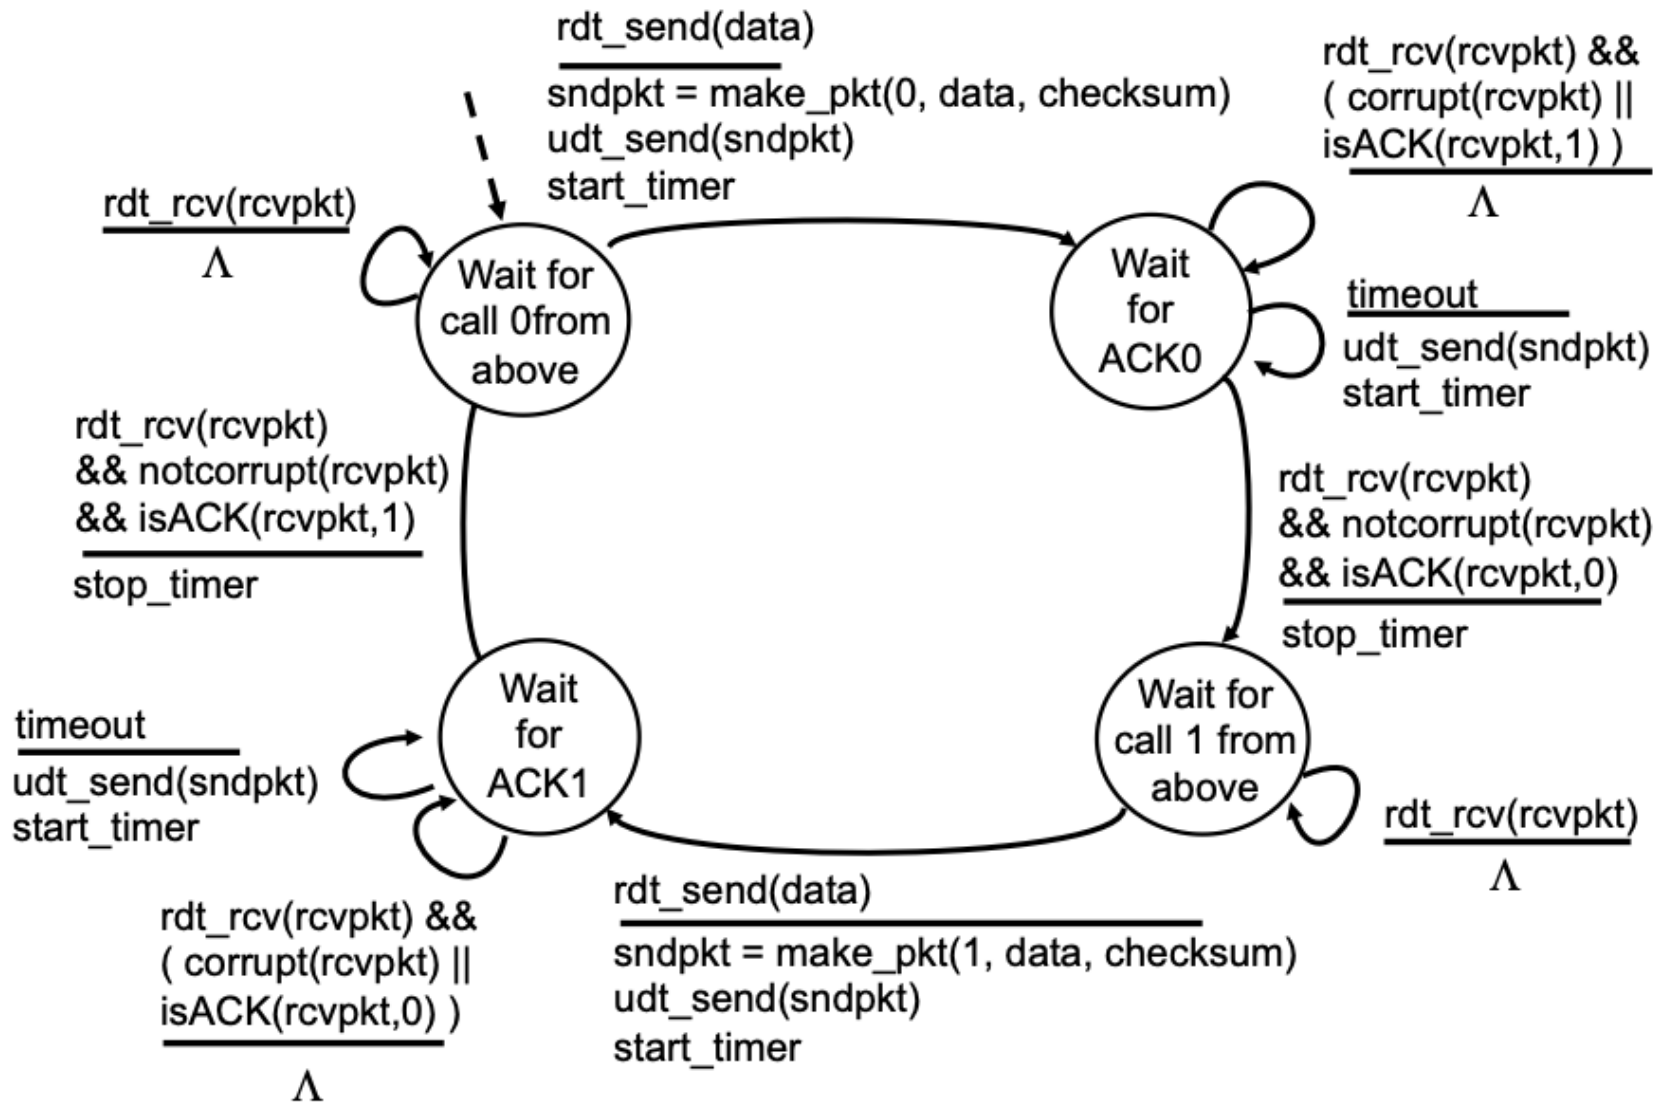 rdt_send(data)
sndpkt = make_pkt(0, data, checksum)
udt_send(sndpkt)
start_timer
rdt_rcv(rcvpkt) &&
( corrupt(rcvpkt) ||
isACK(rcvpkt,1) )
Λ
rdt_rcv(rcvpkt)
Λ
Wait for
call 0from
above
Wait
for
ACK0
timeout
udt_send(sndpkt)
start_timer
rdt_rcv(rcvpkt)
&& notcorrupt(rcvpkt)
&& isACK(rcvpkt,1)
stop_timer
rdt_rcv(rcvpkt)
&& notcorrupt(rcvpkt)
&& isACK(rcvpkt,0)
stop_timer
Wait
for
ACK1
Wait for
call 1 from
above
timeout
udt_send(sndpkt)
start_timer
rdt_rcv(rcvpkt)
Λ
rdt_rcv(rcvpkt) &&
( corrupt(rcvpkt) ||
isACK(rcvpkt,0) )
Λ
rdt_send(data)
sndpkt = make_pkt(1, data, checksum)
udt_send(sndpkt)
start_timer